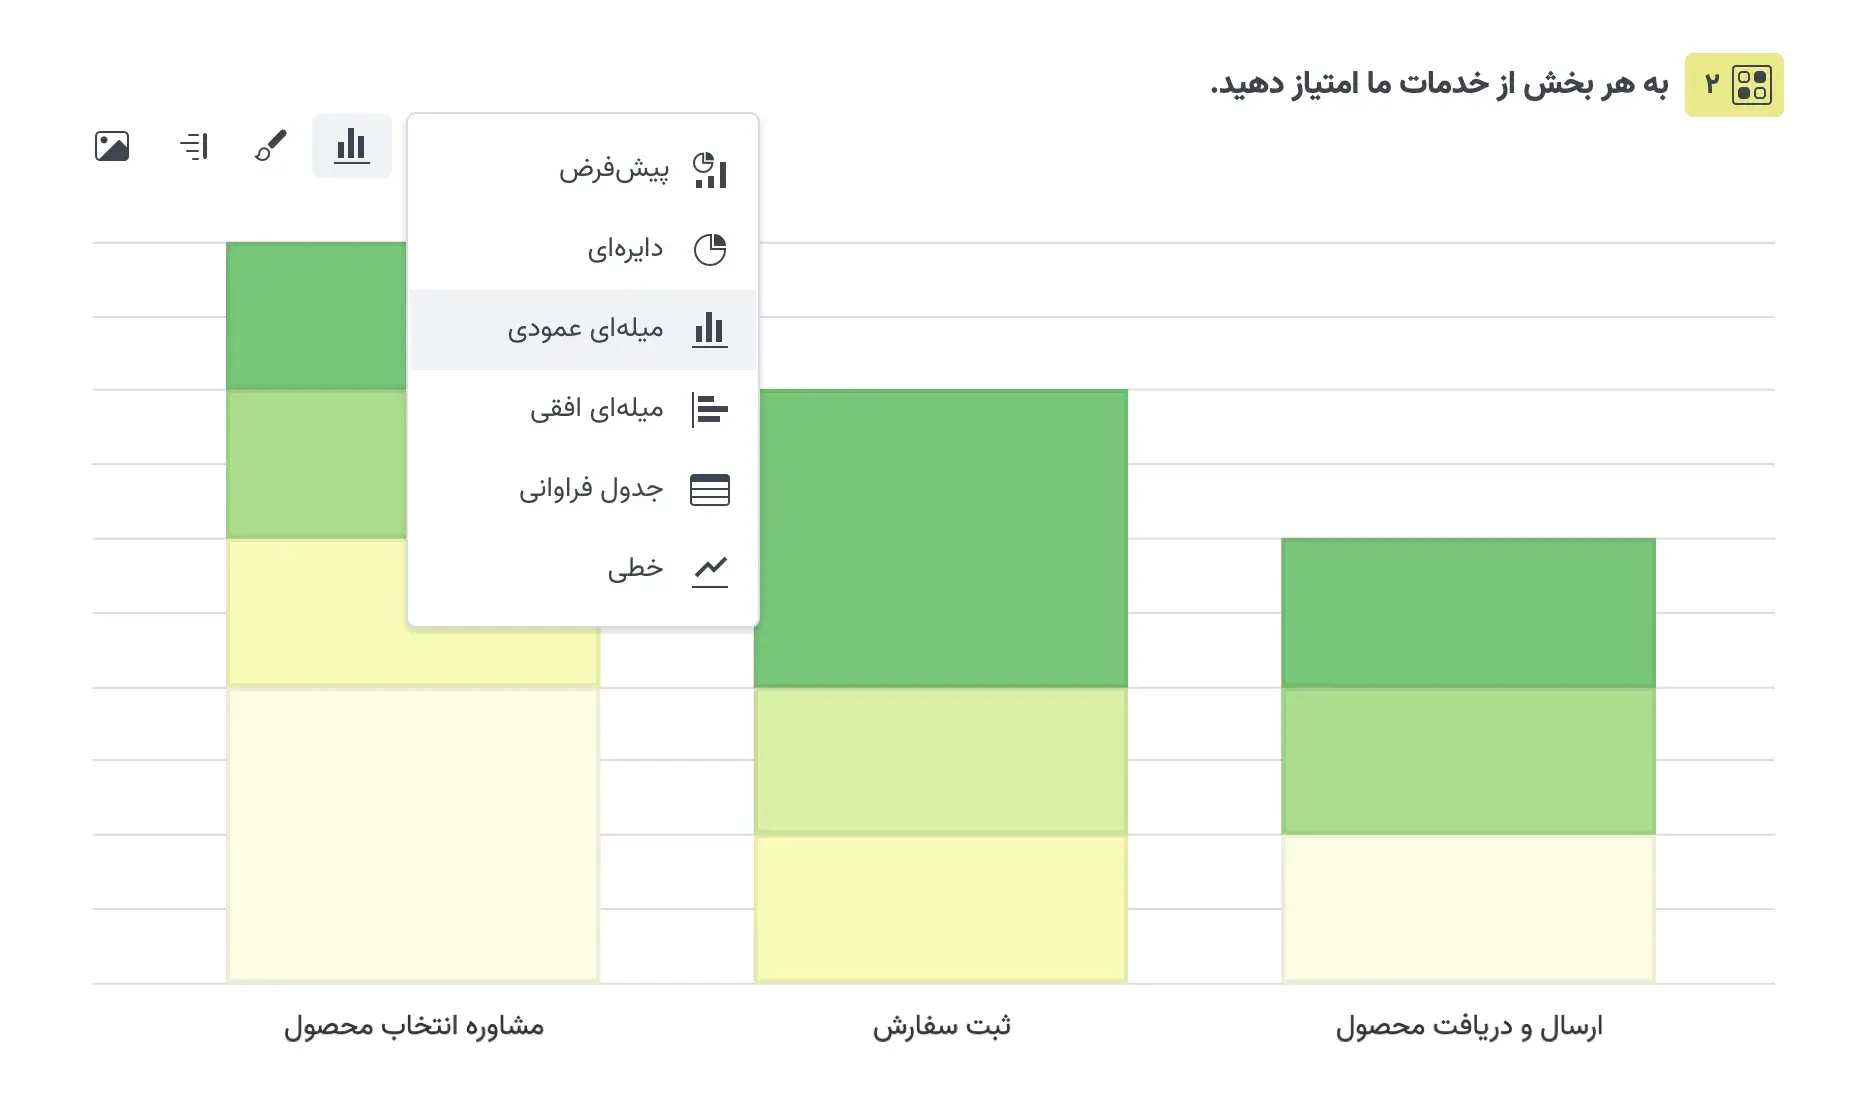 ۲ به هر بخش از خدمات ما امتیاز دهید.
پیش‌فرض
دایره‌ای
میله‌ای عمودی
میله‌ای افقی
جدول فراوانی
خطی
ارسال و دریافت محصول
ثبت سفارش
مشاوره انتخاب محصول